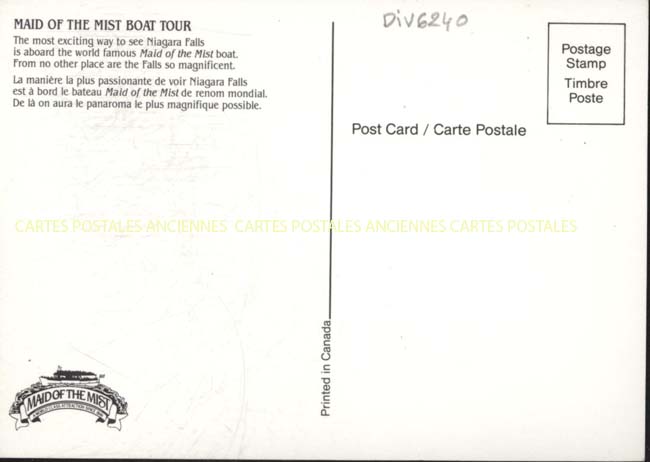 MAID OF THE MIST BOAT TOUR
The most exciting way to see Niagara Falls
is aboard the world famous Maid of the Mist boat.
From no other place are the Falls so magnificent.
La manière la plus passionante de voir Niagara Falls
est à bord le bateau Maid of the Mist de renom mondial.
De là on aura le panaroma le plus magnifique possible.
Div6240
Postage
Stamp
Timbre
Poste
Post Card / Carte Postale
CARTES POSTALES ANCIENNES CARTES POSTALES ANCIENNES CARTES POSTALES
Printed in Canada
MAID OF THE MIST